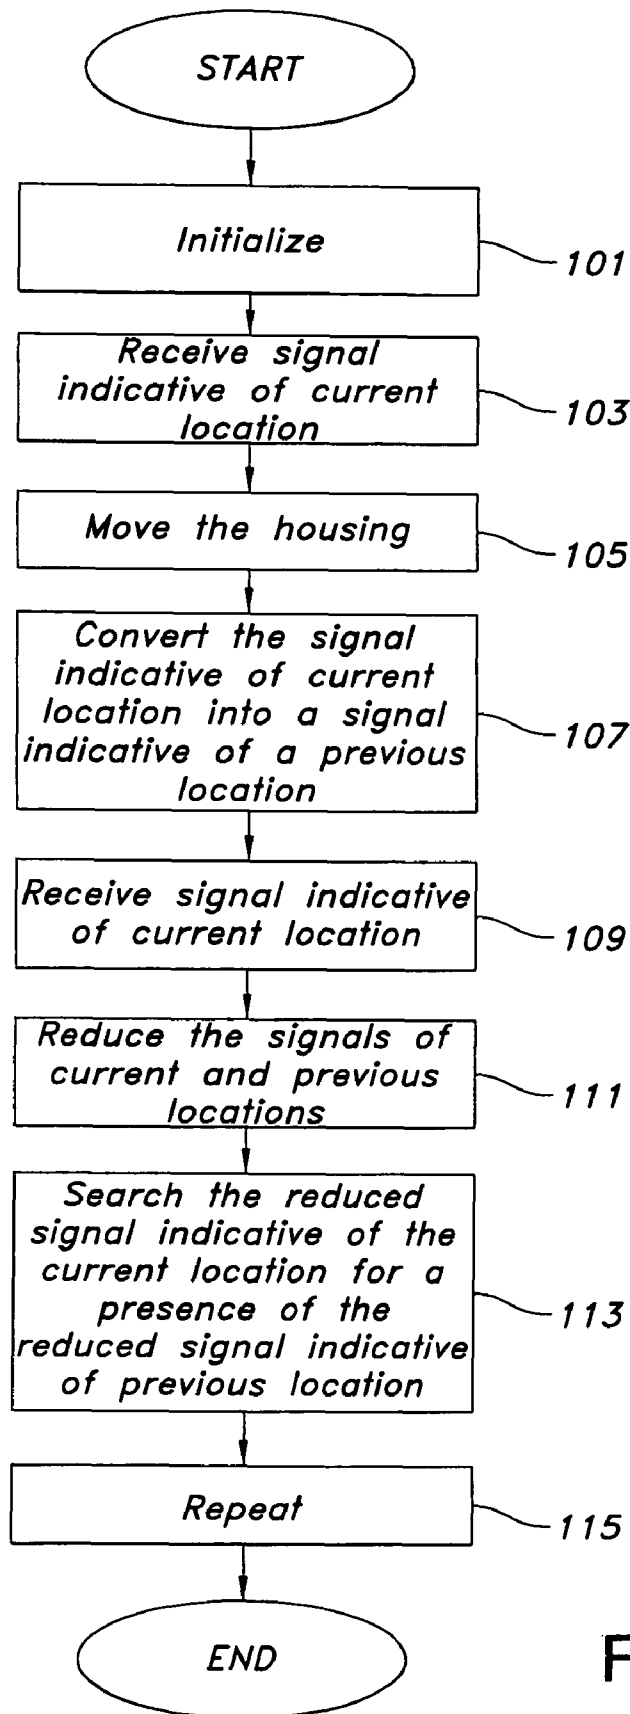 START
Initialize
101
Receive signal
indicative of current
location
103
Move the housing
105
Convert the signal
indicative of current
location into a signal
indicative of a previous
location
107
Receive signal indicative
of current location
109
Reduce the signals of
current and previous
locations
111
Search the reduced
signal indicative of the
current location for a
presence of the
reduced signal indicative
of previous location
113
Repeat
115
END
F